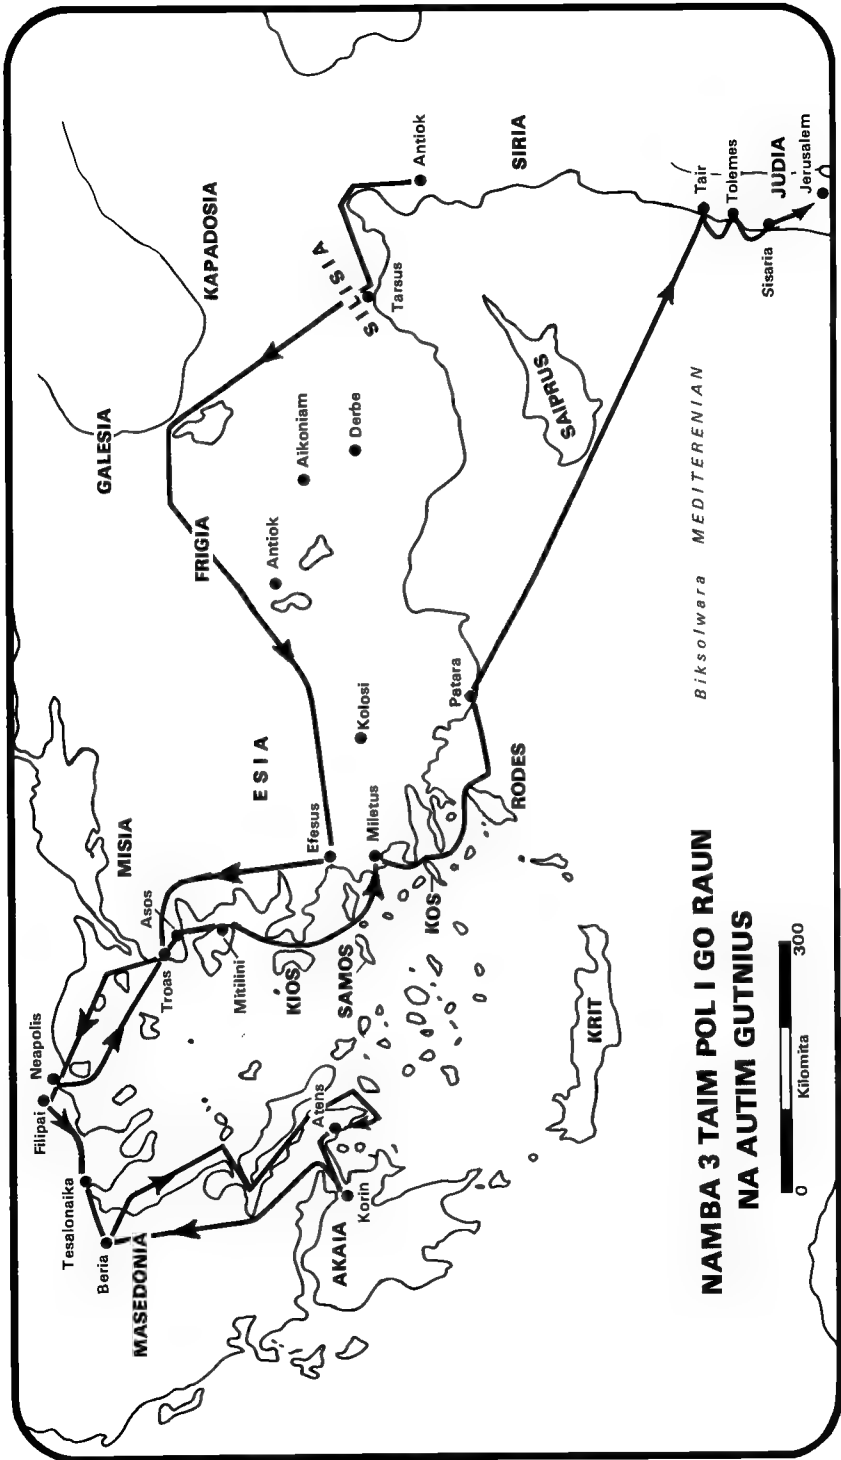 Filipai
Neapolis
Tesalonaika
Beria
GALESIA
MISIA
MASEDONIA
Asos
Troas
FRIGIA
KAPADOSIA
Mitilini
ESIA
Antiok
KIOS
Aikoniam
Efesus
Atens
SILISIA
AKAIA
SAMOS
Derbe
Korin
Kolosi
Miletus
Tarsus
Antiok
KOS
Patara
RODES
SIRIA
SAIPRUS
KRIT
Biksolwara MEDITERENIAN
Tair
Tolemes
Sisaria
JUDIA
Jerusalem
NAMBA 3 TAIM POL I GO RAUN
NA AUTIM GUTNIUS
0 Kilomita 300